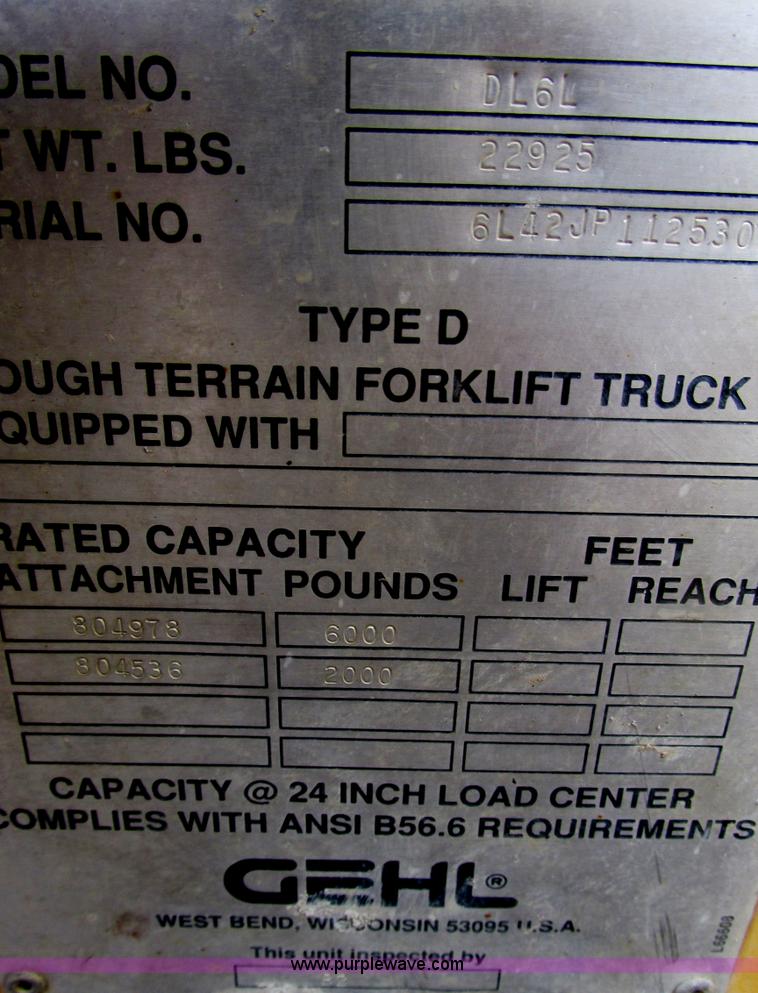 DEL NO. DL6L
T WT. LBS. 22925
RIAL NO. 6L42JP112530
TYPE D
OUGH TERRAIN FORKLIFT TRUCK
QUIPPED WITH
RATED CAPACITY FEET
ATTACHMENT POUNDS LIFT REACH
804978 6000
804536 2000
CAPACITY @ 24 INCH LOAD CENTER
COMPLIES WITH ANSI B56.6 REQUIREMENTS
GEHL®
WEST BEND, WISCONSIN 53095 U.S.A.
L66608
This unit inspected by
www.purplewave.com